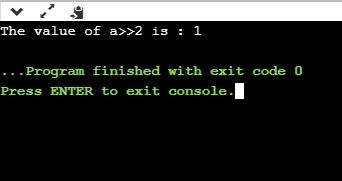 The value of a>>2 is : 1
...Program finished with exit code 0
Press ENTER to exit console.